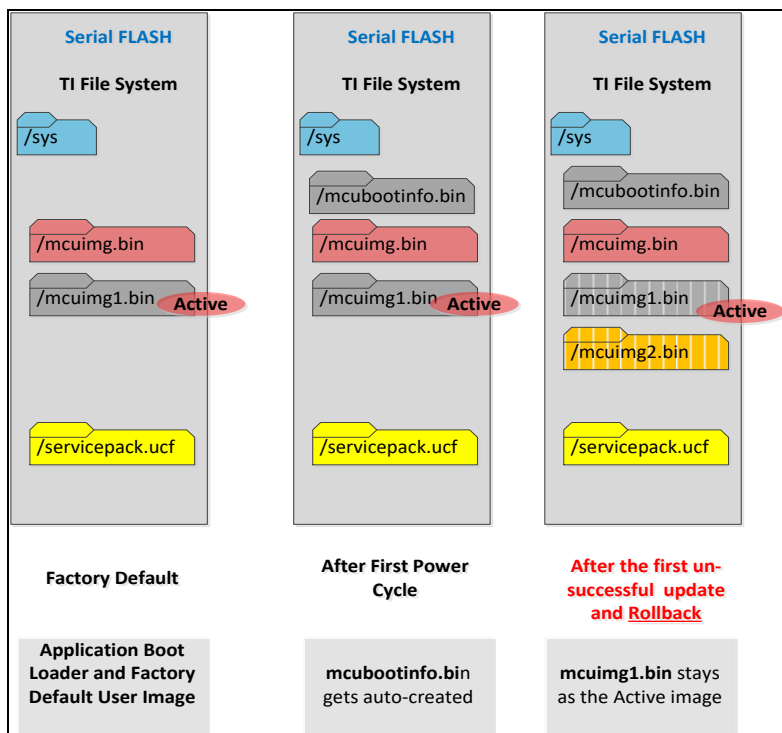 Serial FLASH
TI File System
/sys
/mcuimg.bin
/mcuimg1.bin
Active
/servicepack.ucf
Factory Default
Application Boot
Loader and Factory
Default User Image
Serial FLASH
TI File System
/sys
/mcubootinfo.bin
/mcuimg.bin
/mcuimg1.bin
Active
/servicepack.ucf
After First Power
Cycle
mcubootinfo.bin
gets auto-created
Serial FLASH
TI File System
/sys
/mcubootinfo.bin
/mcuimg.bin
/mcuimg1.bin
Active
/mcuimg2.bin
/servicepack.ucf
After the first un-
successful update
and Rollback
mcuimg1.bin stays
as the Active image